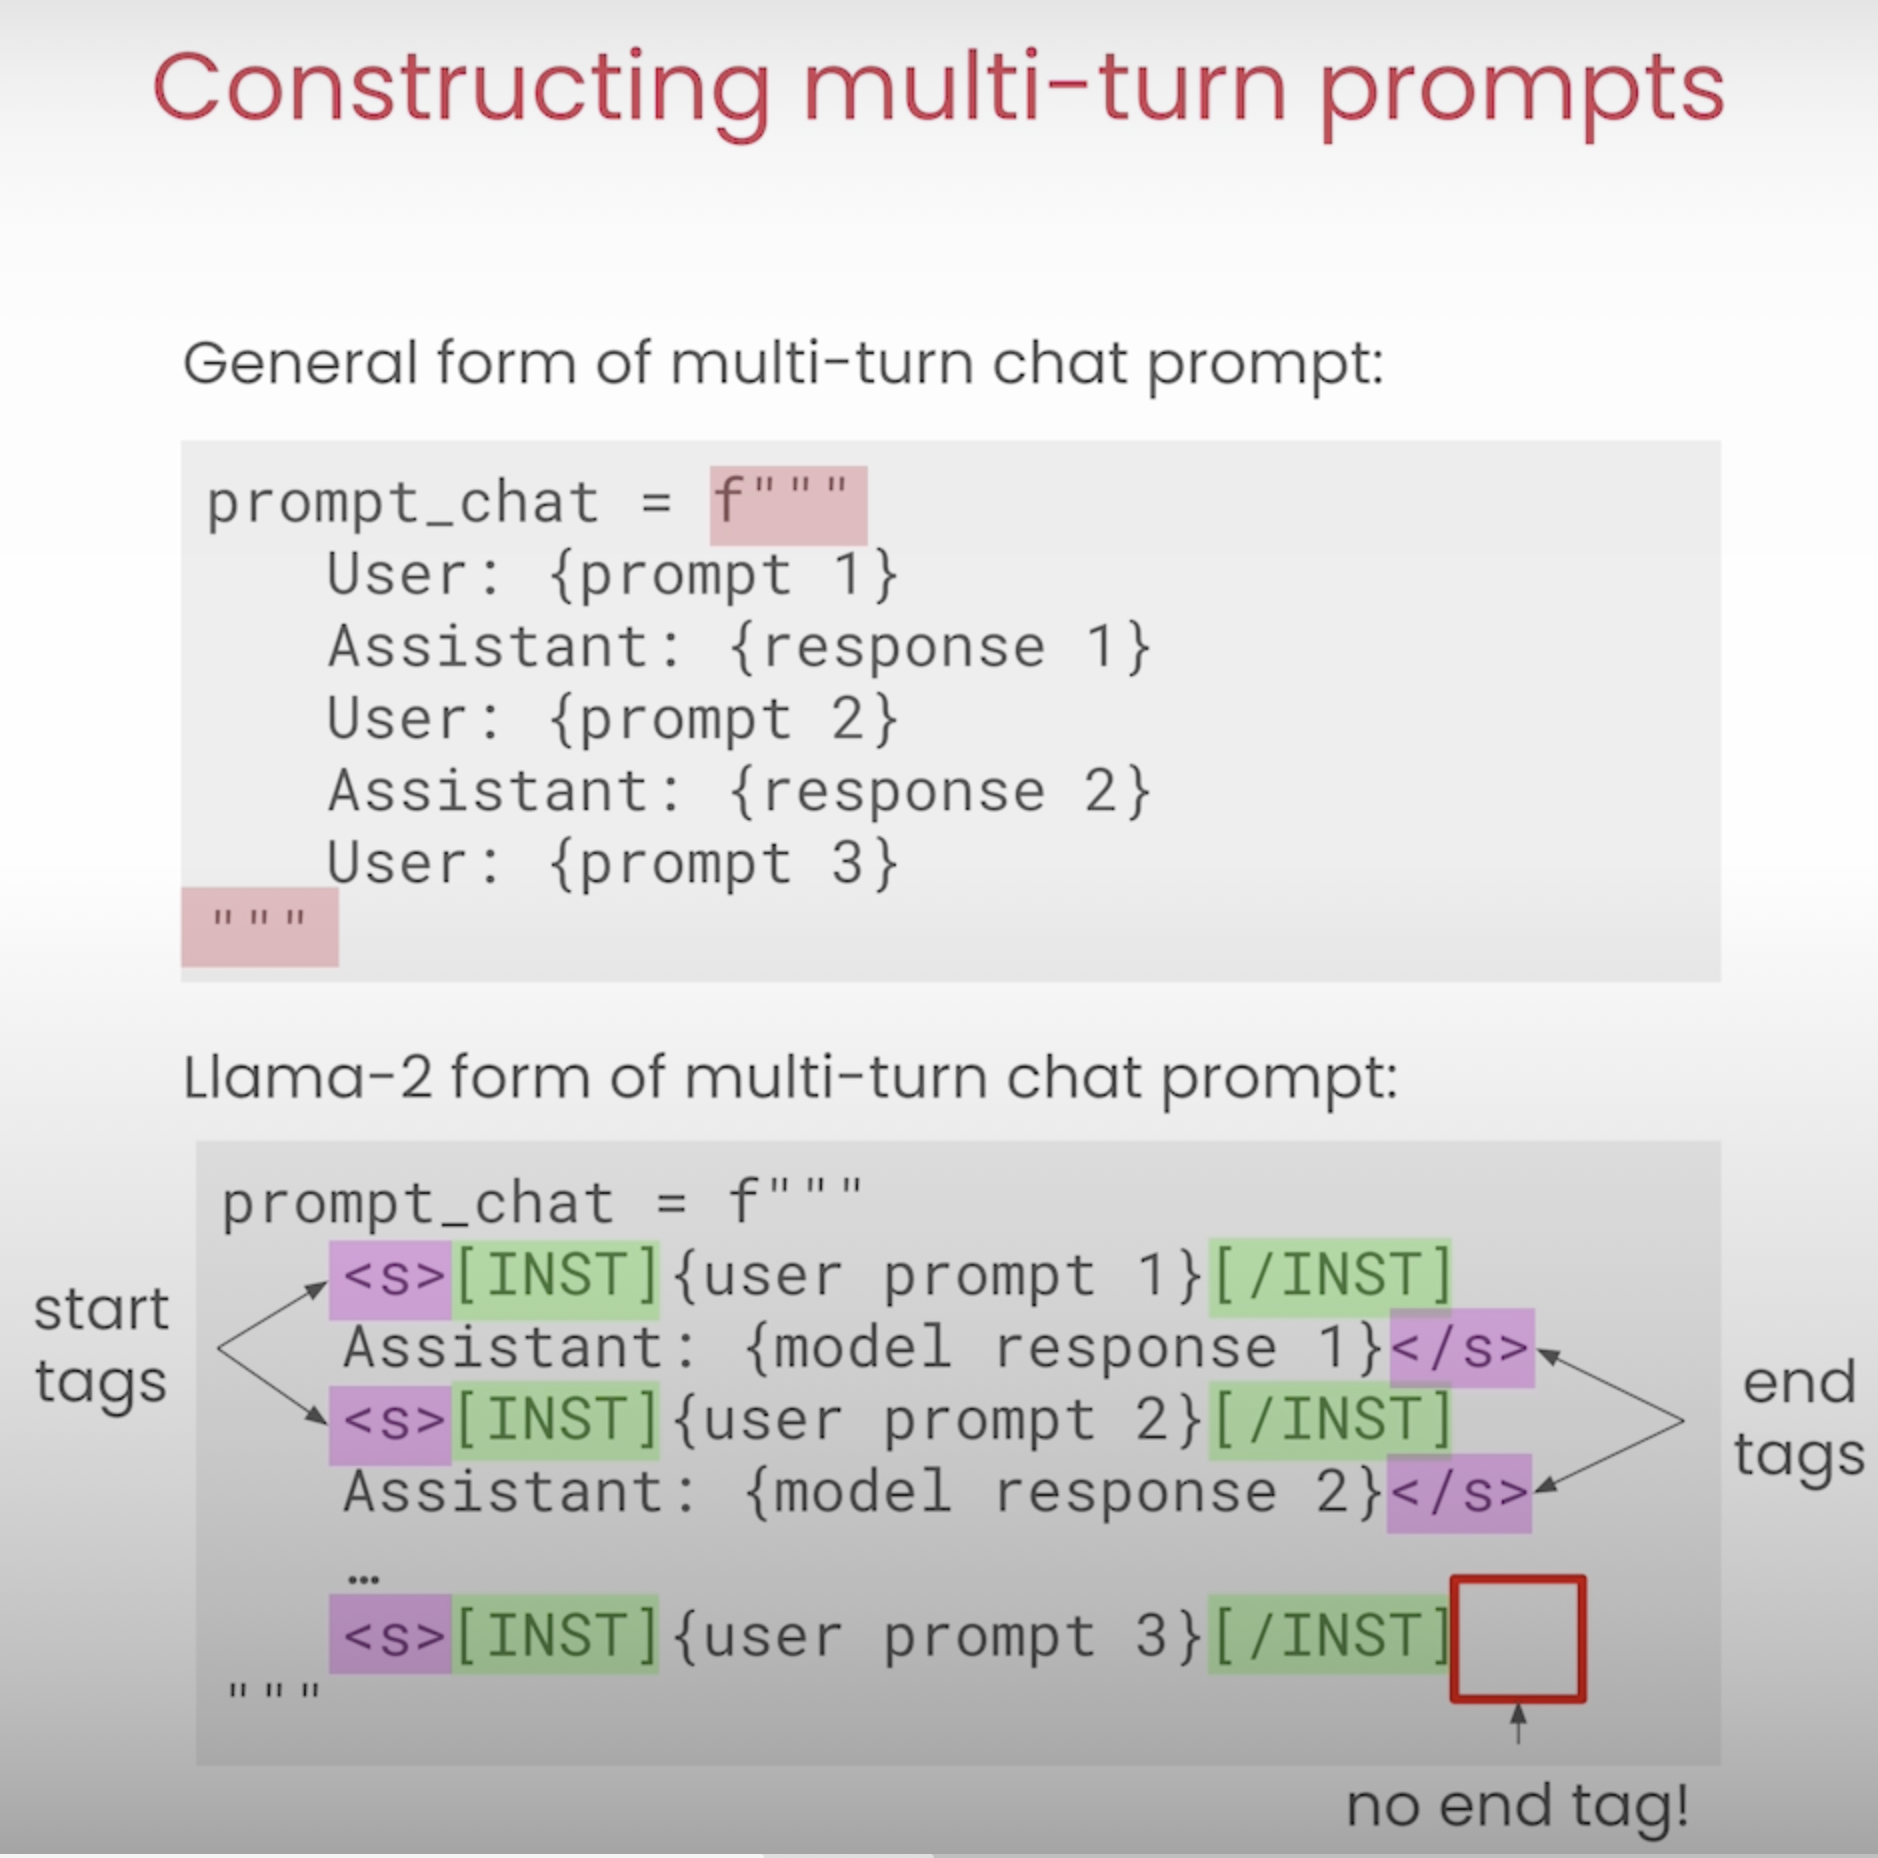 Constructing multi-turn prompts
General form of multi-turn chat prompt:
prompt_chat = f"""
User: {prompt 1}
Assistant: {response 1}
User: {prompt 2}
Assistant: {response 2}
User: {prompt 3}
"""
Llama-2 form of multi-turn chat prompt:
prompt_chat = f"""
<s>[INST]{user prompt 1}[/INST]
Assistant: {model response 1}</s>
<s>[INST]{user prompt 2}[/INST]
Assistant: {model response 2}</s>
…
<s>[INST]{user prompt 3}[/INST]
"""
start
tags
end
tags
no end tag!